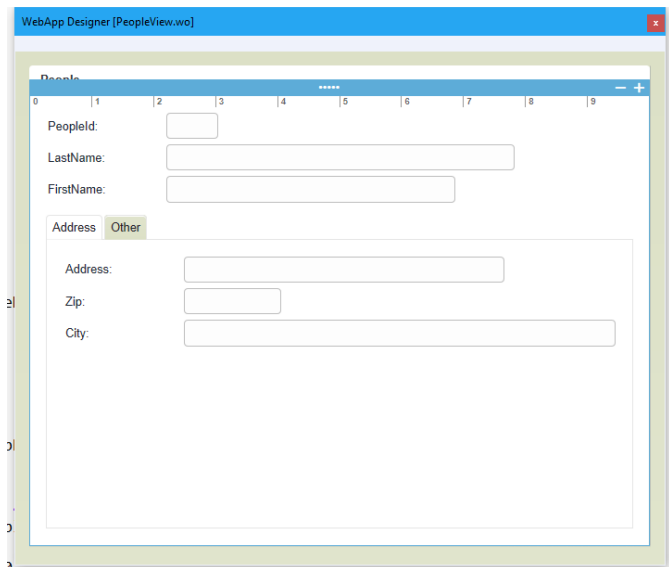 WebApp Designer [PeopleView.wo]
x
People
0 1 2 3 4 5 6 7 8 9
PeopleId:
LastName:
FirstName:
Address Other
Address:
Zip:
City: